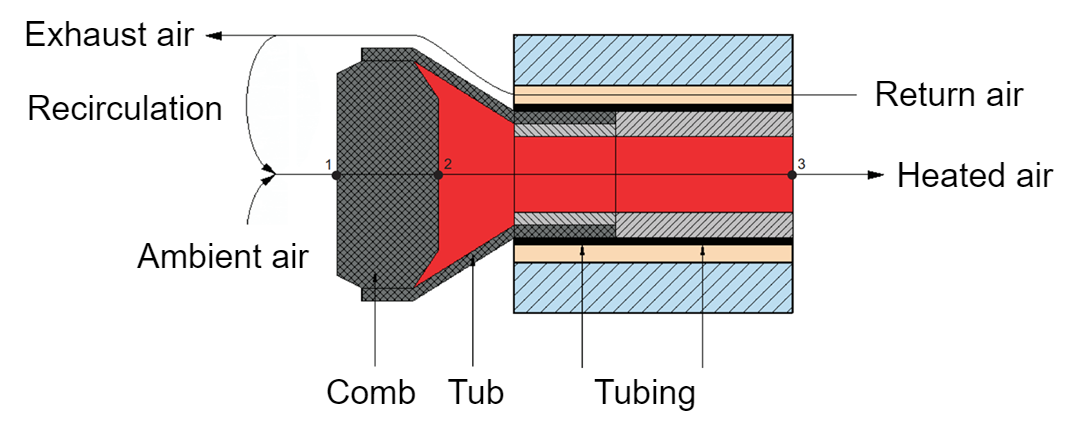 Exhaust air
Recirculation
Return air
1
2
3
Heated air
Ambient air
Comb
Tub
Tubing